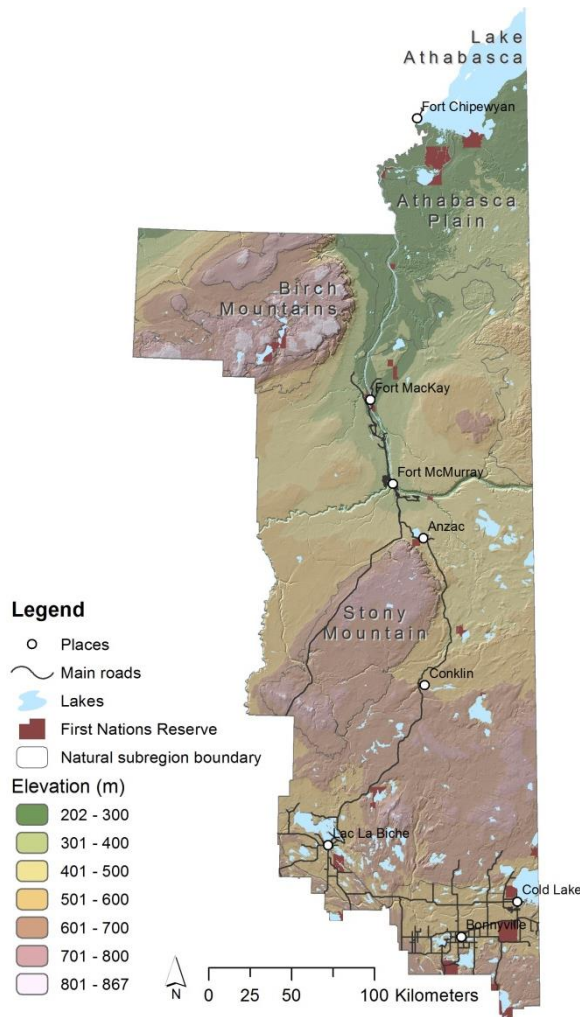 Lake
Athabasca
Fort Chipewyan
Athabasca
Plain
Birch
Mountains
Fort MacKay
Fort McMurray
Anzac
Stony
Mountain
Conklin
Lac La Biche
Cold Lake
Bonnyville
Legend
Places
Main roads
Lakes
First Nations Reserve
Natural subregion boundary
Elevation (m)
202 - 300
301 - 400
401 - 500
501 - 600
601 - 700
701 - 800
801 - 867
N
0 25 50 100 Kilometers